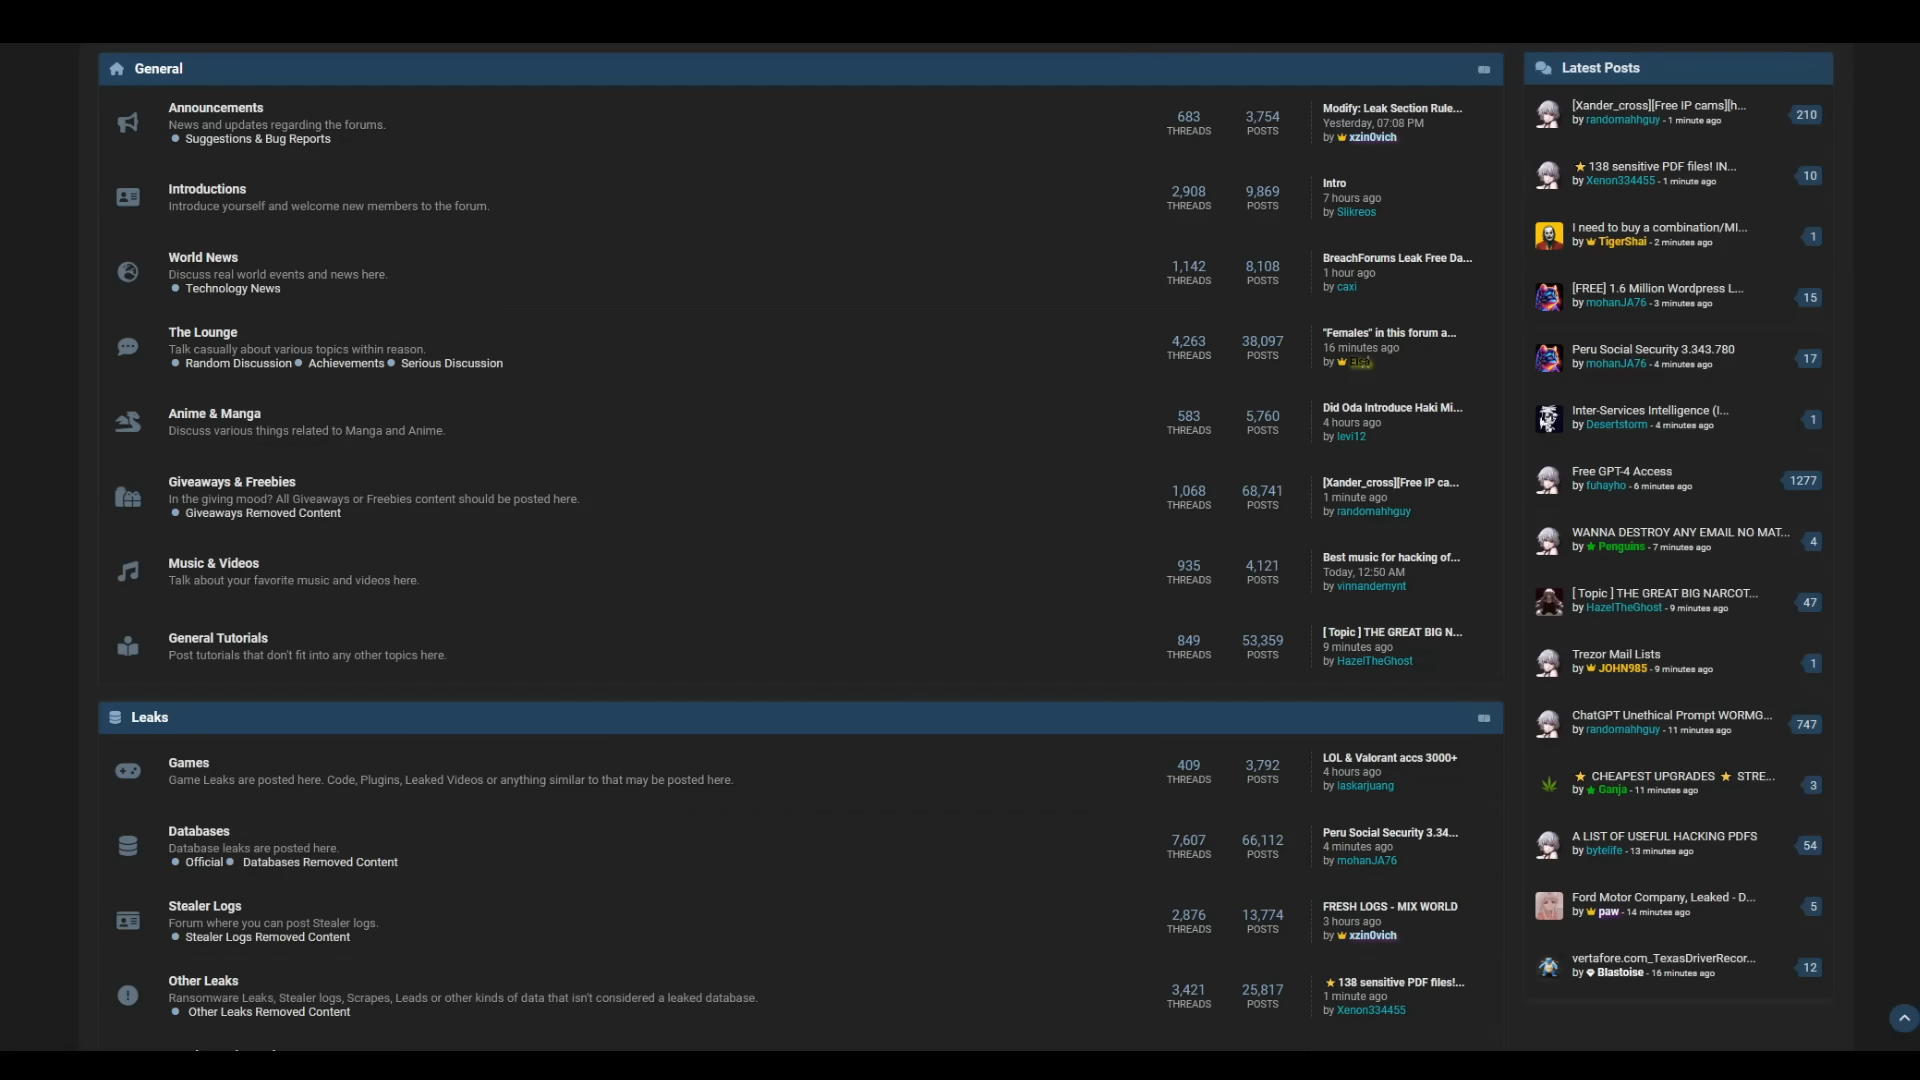 General
Announcements
News and updates regarding the forums.
Suggestions & Bug Reports
683
THREADS
3,754
POSTS
Modify: Leak Section Rule...
Yesterday, 07:08 PM
by xzin0vich
Introductions
Introduce yourself and welcome new members to the forum.
2,908
THREADS
9,869
POSTS
Intro
7 hours ago
by Slikreos
World News
Discuss real world events and news here.
Technology News
1,142
THREADS
8,108
POSTS
BreachForums Leak Free Da...
1 hour ago
by caxi
The Lounge
Talk casually about various topics within reason.
Random Discussion Achievements Serious Discussion
4,263
THREADS
38,097
POSTS
"Females" in this forum a...
16 minutes ago
by
Anime & Manga
Discuss various things related to Manga and Anime.
583
THREADS
5,760
POSTS
Did Oda Introduce Haki Mi...
4 hours ago
by levi12
Giveaways & Freebies
In the giving mood? All Giveaways or Freebies content should be posted here.
Giveaways Removed Content
1,068
THREADS
68,741
POSTS
[Xander_cross][Free IP ca...
1 minute ago
by randomahhguy
Music & Videos
Talk about your favorite music and videos here.
935
THREADS
4,121
POSTS
Best music for hacking of...
Today, 12:50 AM
by vinnandernynt
General Tutorials
Post tutorials that don't fit into any other topics here.
849
THREADS
53,359
POSTS
[ Topic ] THE GREAT BIG N...
9 minutes ago
by HazelTheGhost
Leaks
Games
Game Leaks are posted here. Code, Plugins, Leaked Videos or anything similar to that may be posted here.
409
THREADS
3,792
POSTS
LOL & Valorant accs 3000+
4 hours ago
by laskarjuang
Databases
Database leaks are posted here.
Official Databases Removed Content
7,607
THREADS
66,112
POSTS
Peru Social Security 3.34...
4 minutes ago
by mohanJA76
Stealer Logs
Forum where you can post Stealer logs.
Stealer Logs Removed Content
2,876
THREADS
13,774
POSTS
FRESH LOGS - MIX WORLD
3 hours ago
by xzin0vich
Other Leaks
Ransomware Leaks, Stealer logs, Scrapes, Leads or other kinds of data that isn't considered a leaked database.
Other Leaks Removed Content
3,421
THREADS
25,817
POSTS
138 sensitive PDF files!...
1 minute ago
by Xenon334455
Latest Posts
[Xander_cross][Free IP cams][h...
by randomahhguy - 1 minute ago
210
138 sensitive PDF files! IN...
by Xenon334455 - 1 minute ago
10
I need to buy a combination/MI...
by TigerShai - 2 minutes ago
1
[FREE] 1.6 Million Wordpress L...
by mohanJA76 - 3 minutes ago
15
Peru Social Security 3.343.780
by mohanJA76 - 4 minutes ago
17
Inter-Services Intelligence (I...
by Desertstorm - 4 minutes ago
1
Free GPT-4 Access
by fuhayho - 6 minutes ago
1277
WANNA DESTROY ANY EMAIL NO MAT...
by Penguins - 7 minutes ago
4
[ Topic ] THE GREAT BIG NARCOT...
by HazelTheGhost - 9 minutes ago
47
Trezor Mail Lists
by JOHN985 - 9 minutes ago
1
ChatGPT Unethical Prompt WORMG...
by randomahhguy - 11 minutes ago
747
CHEAPEST UPGRADES STRE...
by Ganja - 11 minutes ago
3
A LIST OF USEFUL HACKING PDFS
by bytelife - 13 minutes ago
54
Ford Motor Company, Leaked - D...
by paw - 14 minutes ago
5
vertafore.com_TexasDriverRecor...
by Blastoise - 16 minutes ago
12